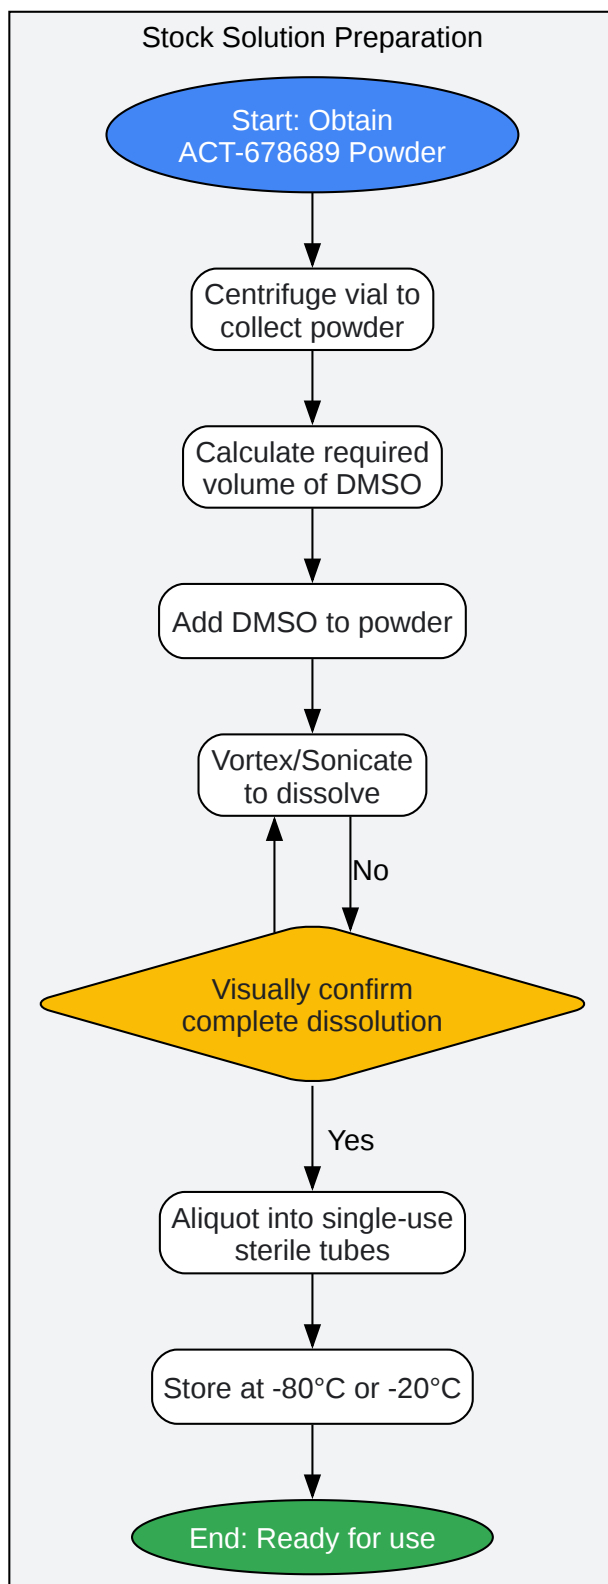 Stock Solution Preparation
Start: Obtain
ACT-678689 Powder
Centrifuge vial to
collect powder
Calculate required
volume of DMSO
Add DMSO to powder
Vortex/Sonicate
to dissolve
No
Visually confirm
complete dissolution
Yes
Aliquot into single-use
sterile tubes
Store at -80°C or -20°C
End: Ready for use